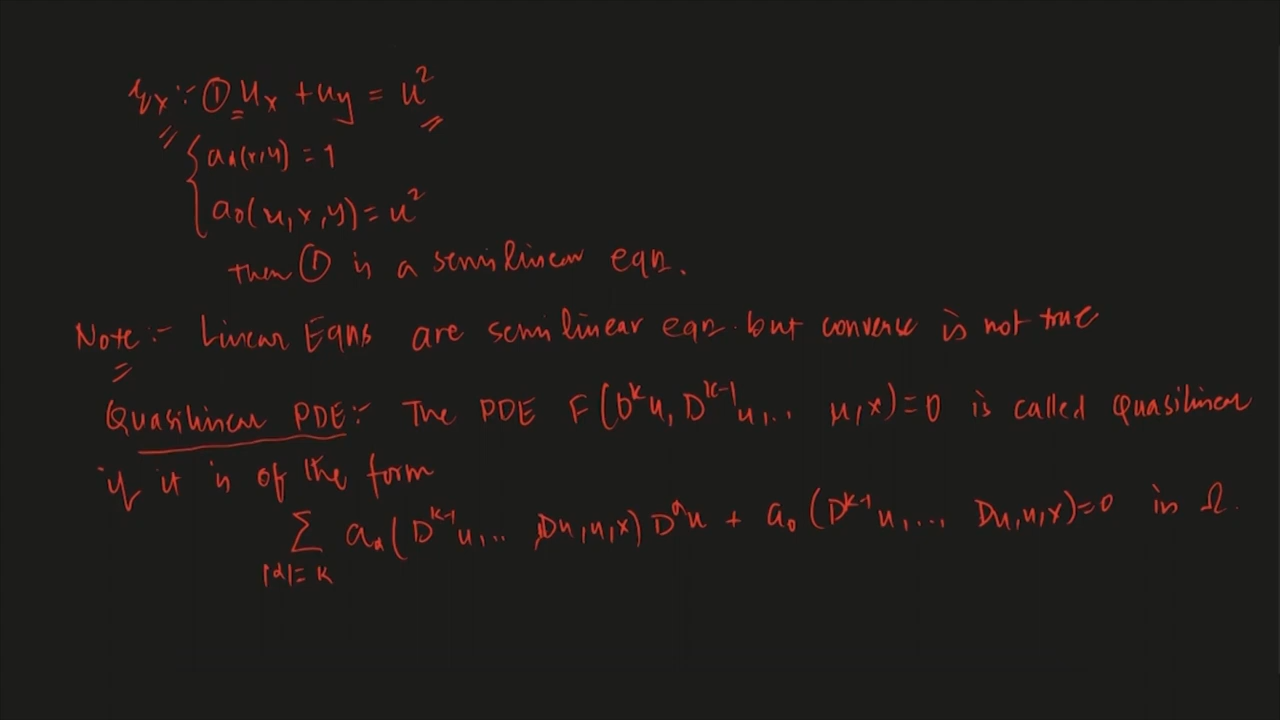 Ex :- ① u_x + u_y = u^2
{ a_α(x,y) = 1
a_0(u,x,y) = u^2
then ① is a semilinear eqn.
Note :- Linear Eqns are semilinear eqn. but converse is not true
Quasilinear PDE :- The PDE F(D^k u, D^{k-1} u, .. u, x) = 0 is called quasilinear
if it is of the form
∑_{|α|=k} a_α (D^{k-1} u, .. , Du, u, x) D^α u + a_0 (D^{k-1} u, ... Du, u, x) = 0 in Ω.